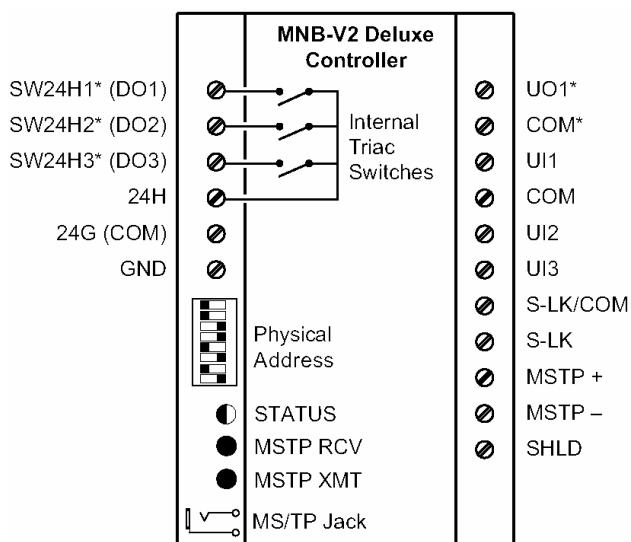 MNB-V2 Deluxe
Controller
SW24H1* (DO1)
SW24H2* (DO2)
SW24H3* (DO3)
24H
24G (COM)
GND
Internal
Triac
Switches
Physical
Address
STATUS
MSTP RCV
MSTP XMT
MS/TP Jack
UO1*
COM*
UI1
COM
UI2
UI3
S-LK/COM
S-LK
MSTP +
MSTP –
SHLD